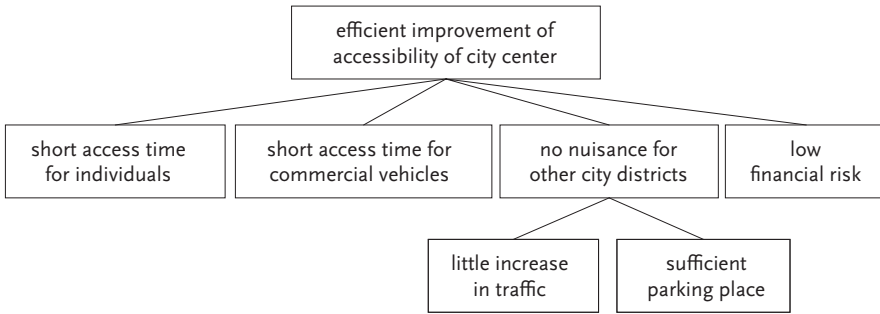 efficient improvement of
accessibility of city center
short access time
for individuals
short access time for
commercial vehicles
no nuisance for
other city districts
low
financial risk
little increase
in traffic
sufficient
parking place